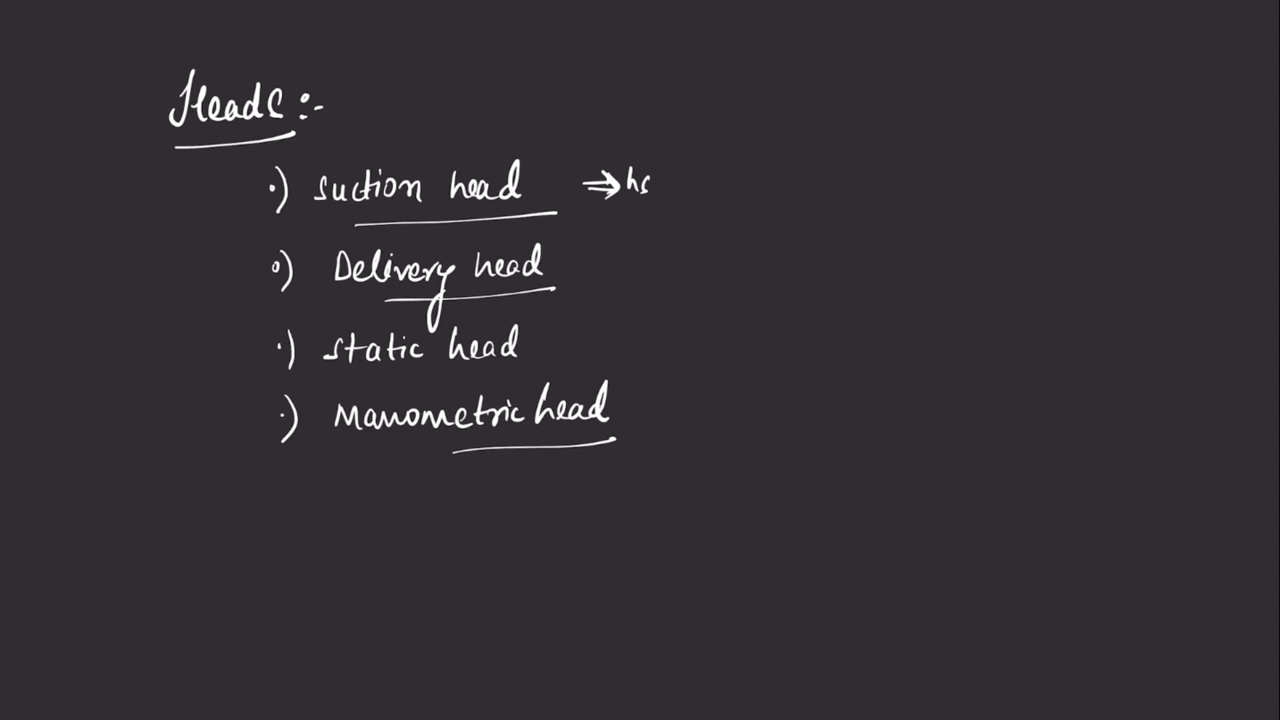 Heads :-
·) suction head ⇒ hs
·) Delivery head
·) static head
·) Manometric head